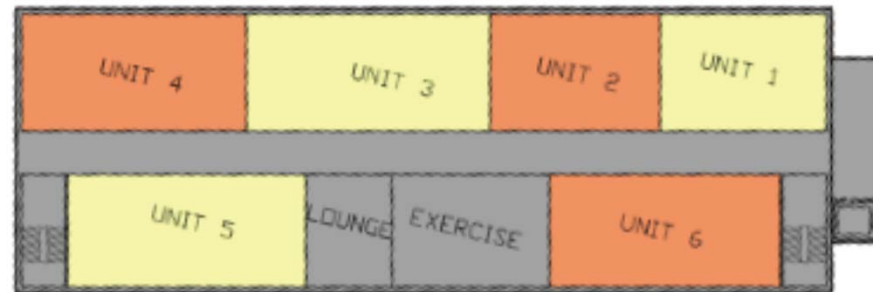 UNIT 4
UNIT 3
UNIT 2
UNIT 1
UNIT 5
LOUNGE
EXERCISE
UNIT 6